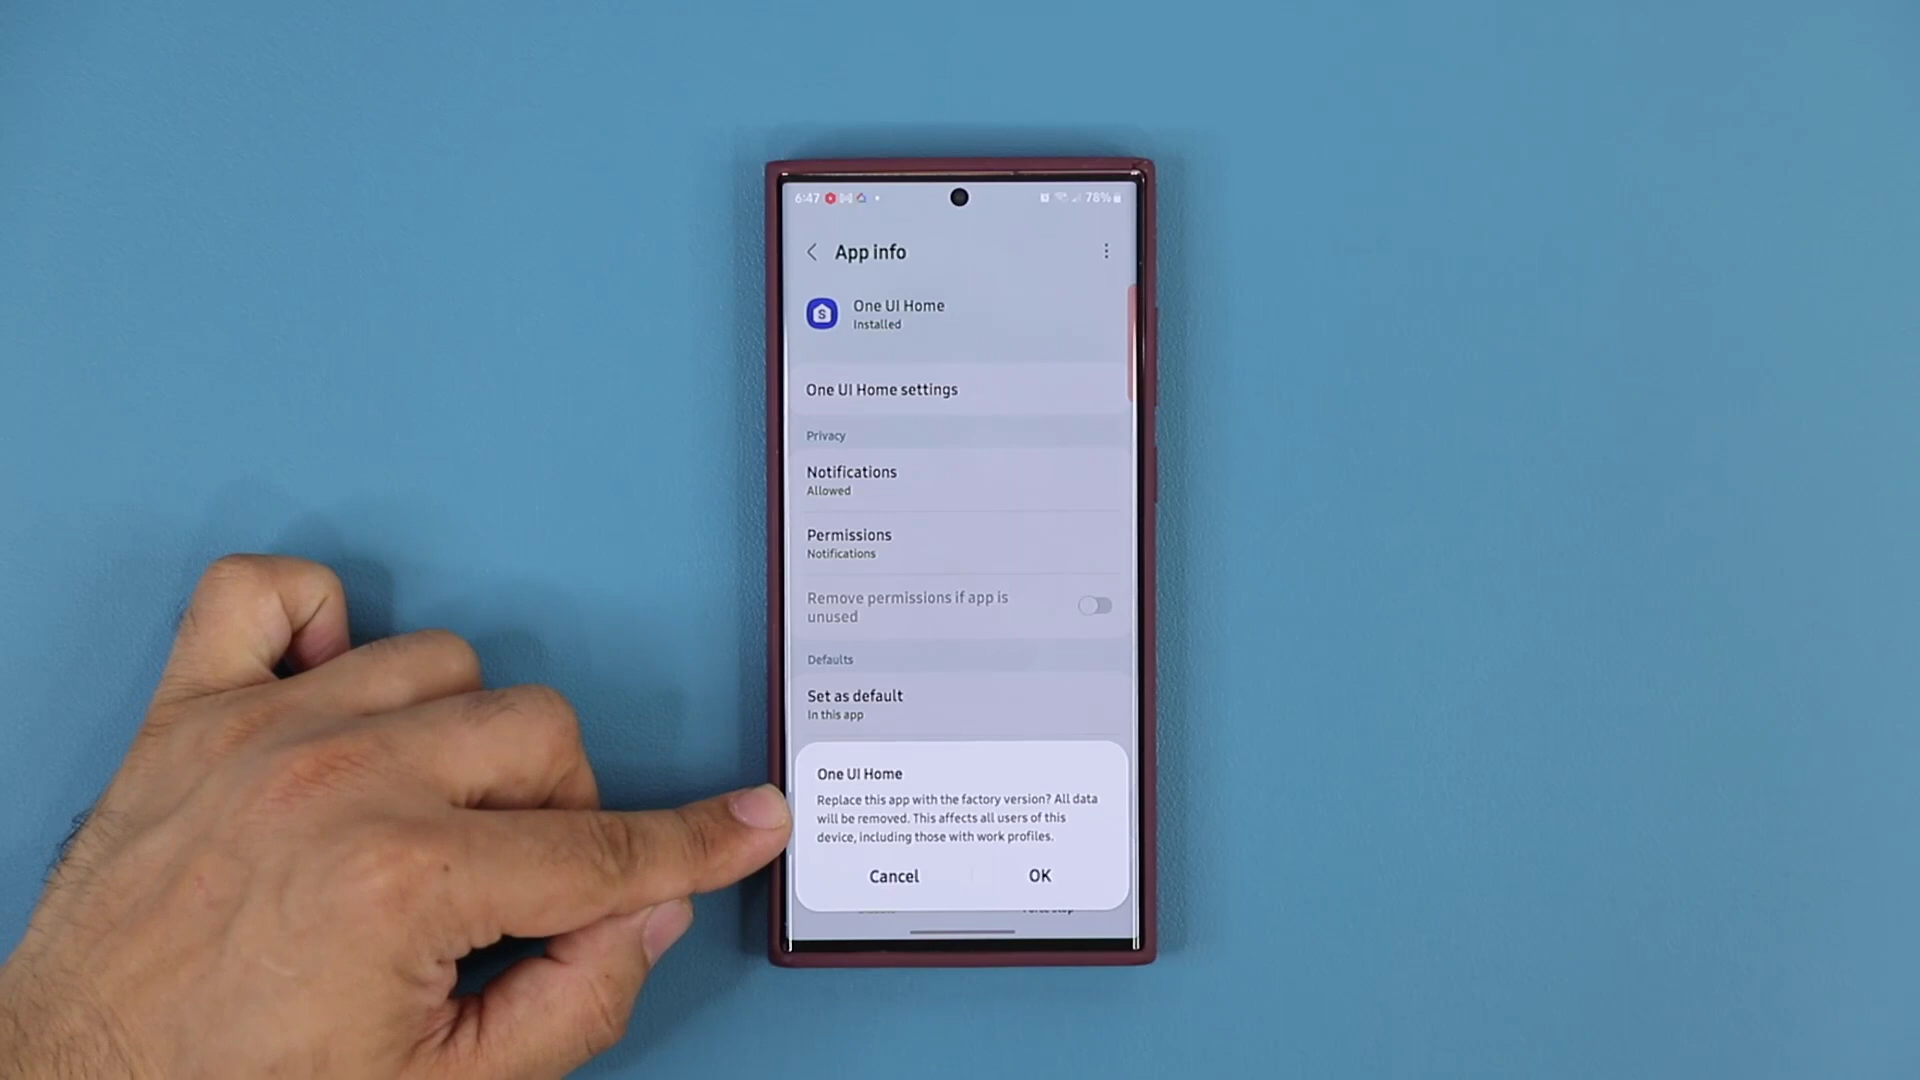 6:47
78%
App info
S
One UI Home
Installed
One UI Home settings
Privacy
Notifications
Allowed
Permissions
Notifications
Remove permissions if app is
unused
Defaults
Set as default
In this app
One UI Home
Replace this app with the factory version? All data
will be removed. This affects all users of this
device, including those with work profiles.
Cancel
OK